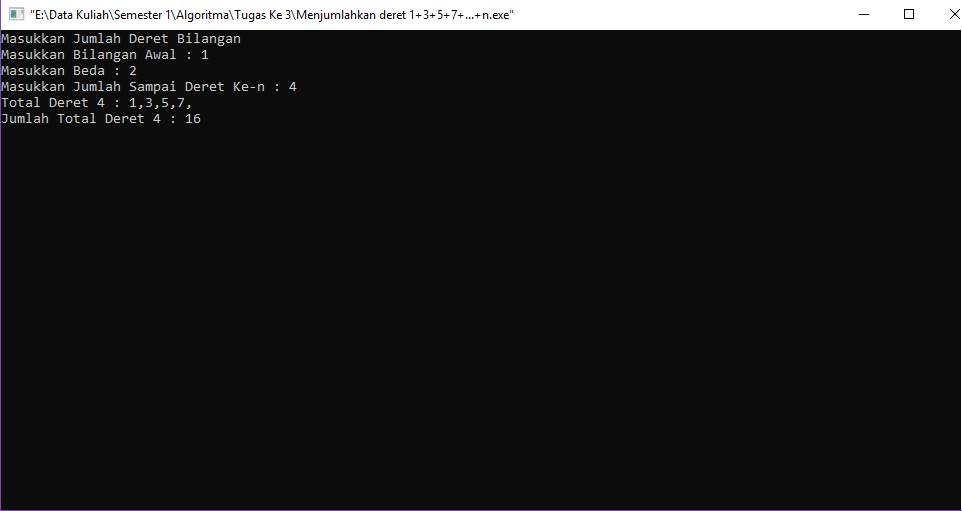 "E:\Data Kuliah\Semester 1\Algoritma\Tugas Ke 3\Menjumlahkan deret 1+3+5+7+...+n.exe"
Masukkan Jumlah Deret Bilangan
Masukkan Bilangan Awal : 1
Masukkan Beda : 2
Masukkan Jumlah Sampai Deret Ke-n : 4
Total Deret 4 : 1,3,5,7,
Jumlah Total Deret 4 : 16